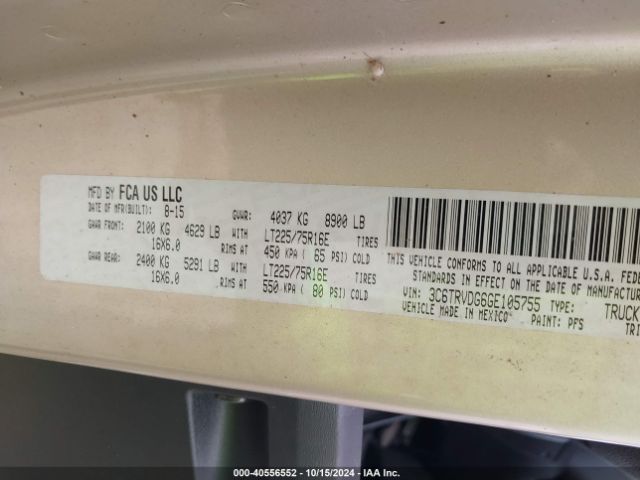 MFD BY FCA US LLC
DATE OF MFR(BUILT): 8-15 GVWR: 4037 KG 8900 LB
GAWR FRONT: 2100 KG 4629 LB WITH LT225/75R16E TIRES
16X6.0 RIMS AT 450 KPA ( 65 PSI) COLD
GAWR REAR: 2400 KG 5291 LB WITH LT225/75R16E TIRES
16X6.0 RIMS AT 550 KPA ( 80 PSI) COLD
THIS VEHICLE CONFORMS TO ALL APPLICABLE U.S.A. FEDE
STANDARDS IN EFFECT ON THE DATE OF MANUFACTUR
VIN: 3C6TRVDG6GE105755 TYPE: TRUCK
VEHICLE MADE IN MEXICO PAINT: PFS TRI
000-40556552 - 10/15/2024 - IAA Inc.